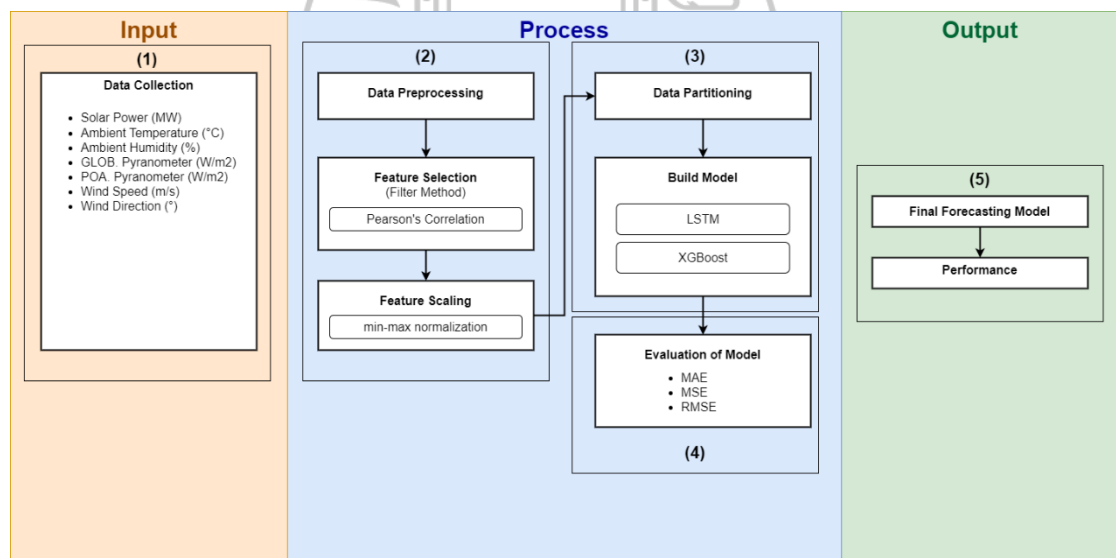 Input
(1)
Data Collection
Solar Power (MW)
Ambient Temperature (°C)
Ambient Humidity (%)
GLOB. Pyranometer (W/m2)
POA. Pyranometer (W/m2)
Wind Speed (m/s)
Wind Direction (°)
Process
(2)
Data Preprocessing
Feature Selection
(Filter Method)
Pearson's Correlation
Feature Scaling
min-max normalization
(3)
Data Partitioning
Build Model
LSTM
XGBoost
Evaluation of Model
MAE
MSE
RMSE
(4)
Output
(5)
Final Forecasting Model
Performance